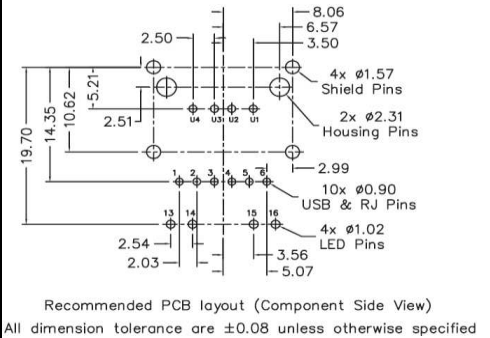 8.06
6.57
2.50
3.50
4x ø1.57
Shield Pins
5.21
10.62
14.35
19.70
2.51
U4 U3 U2 U1
2x ø2.31
Housing Pins
2.99
1 2 3 4 5 6
10x ø0.90
USB & RJ Pins
13 14 15 16
4x ø1.02
LED Pins
2.54
3.56
2.03
5.07
Recommended PCB layout (Component Side View)
All dimension tolerance are ±0.08 unless otherwise specified